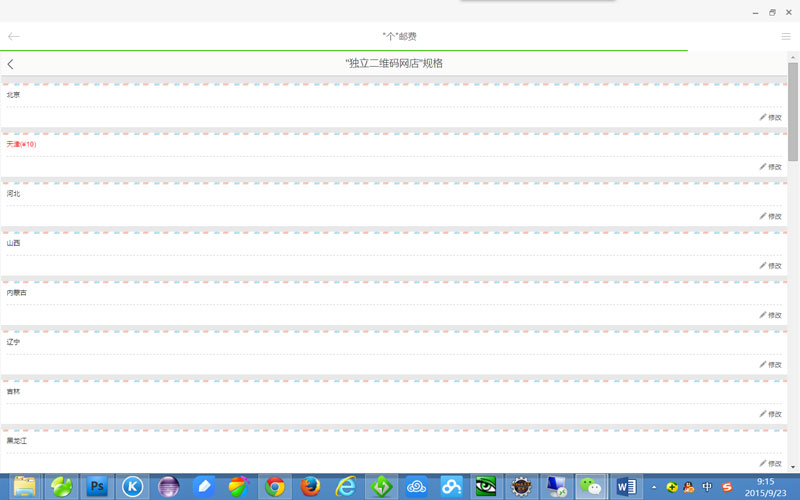 "个"邮费
"独立二维码网店"规格
北京
修改
天津(¥10)
修改
河北
修改
山西
修改
内蒙古
修改
辽宁
修改
吉林
修改
黑龙江
修改
9:15
中
2015/9/23